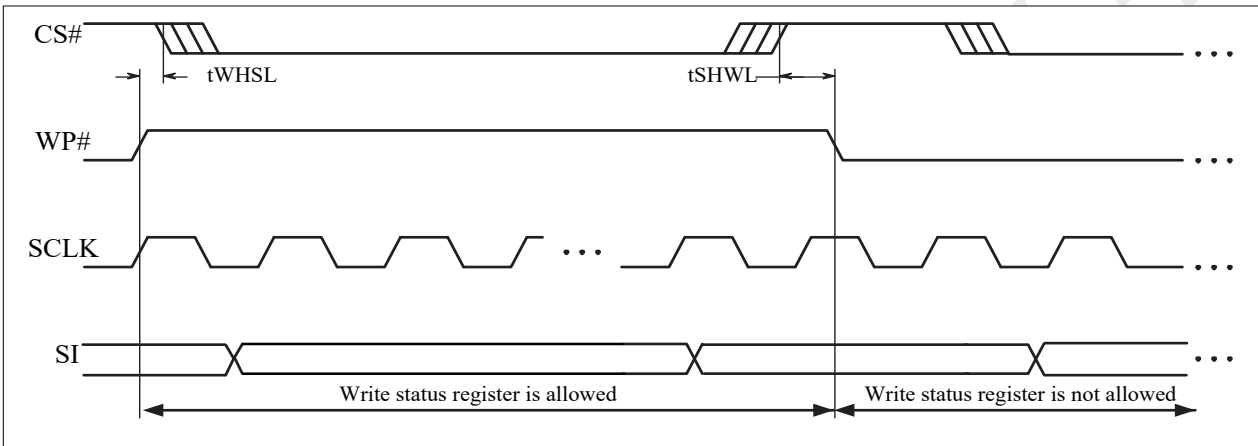 CS#
tWHSL
tSHWL
WP#
SCLK
SI
Write status register is allowed
Write status register is not allowed